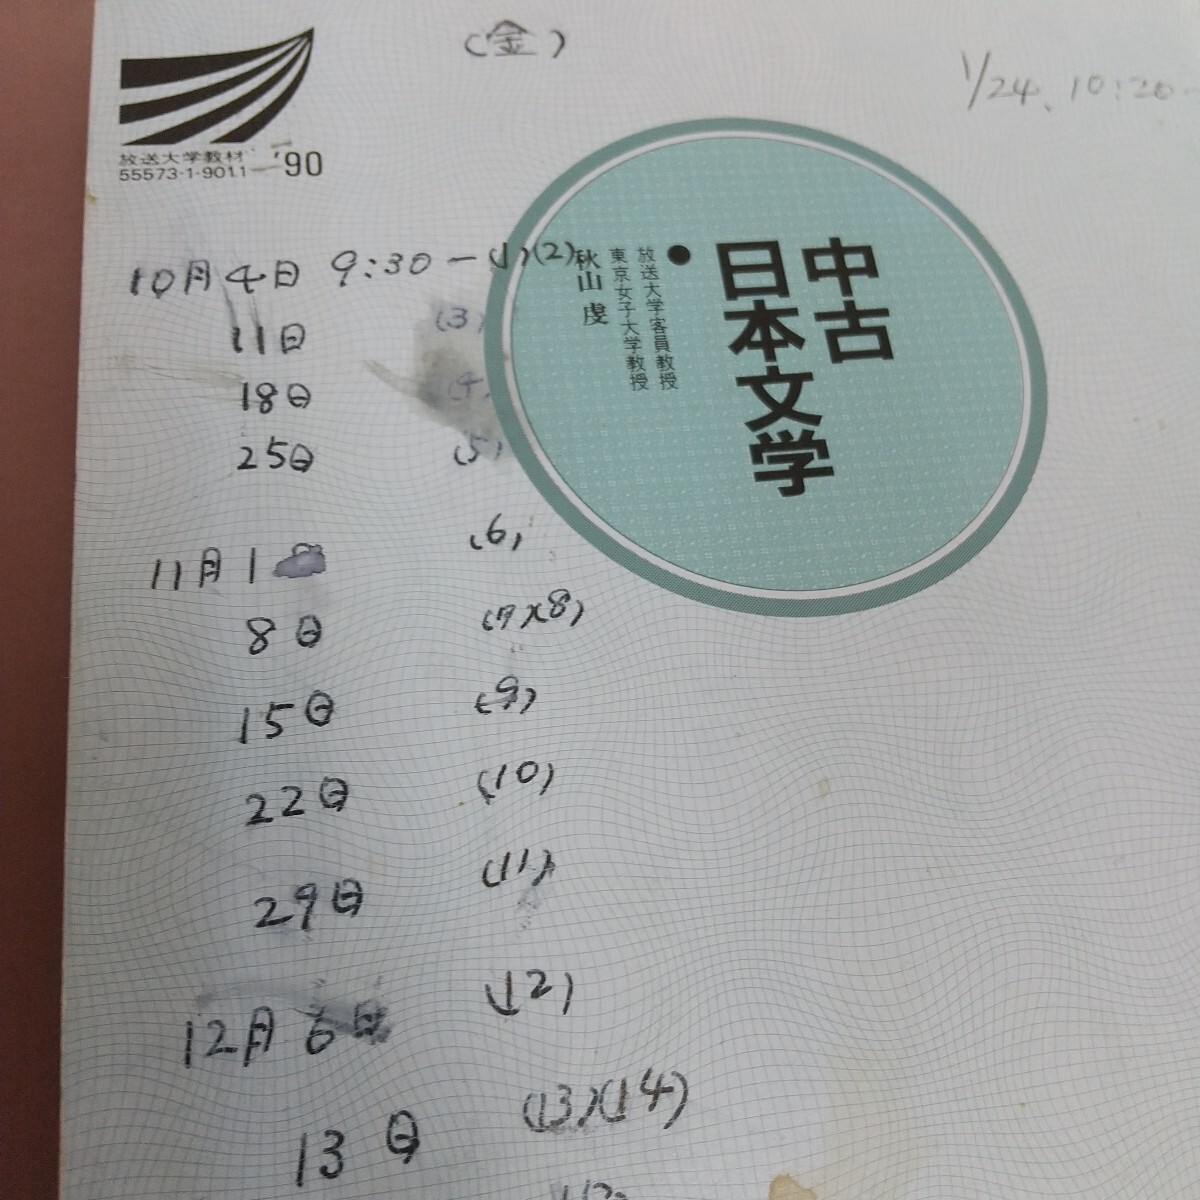 (金)
1/24、10:20
放送大学教材
55573-1-9011 '90
中古
日本文学
●
放送大学客員教授
東京女子大学教授
秋山 虔
10月4日 9:30 - (1)(2)
11日 (3)
18日 (4)
25日 (5)
11月1日 (6)
8日 (7)(8)
15日 (9)
22日 (10)
29日 (11)
12月6日 (12)
13日 (13)(14)